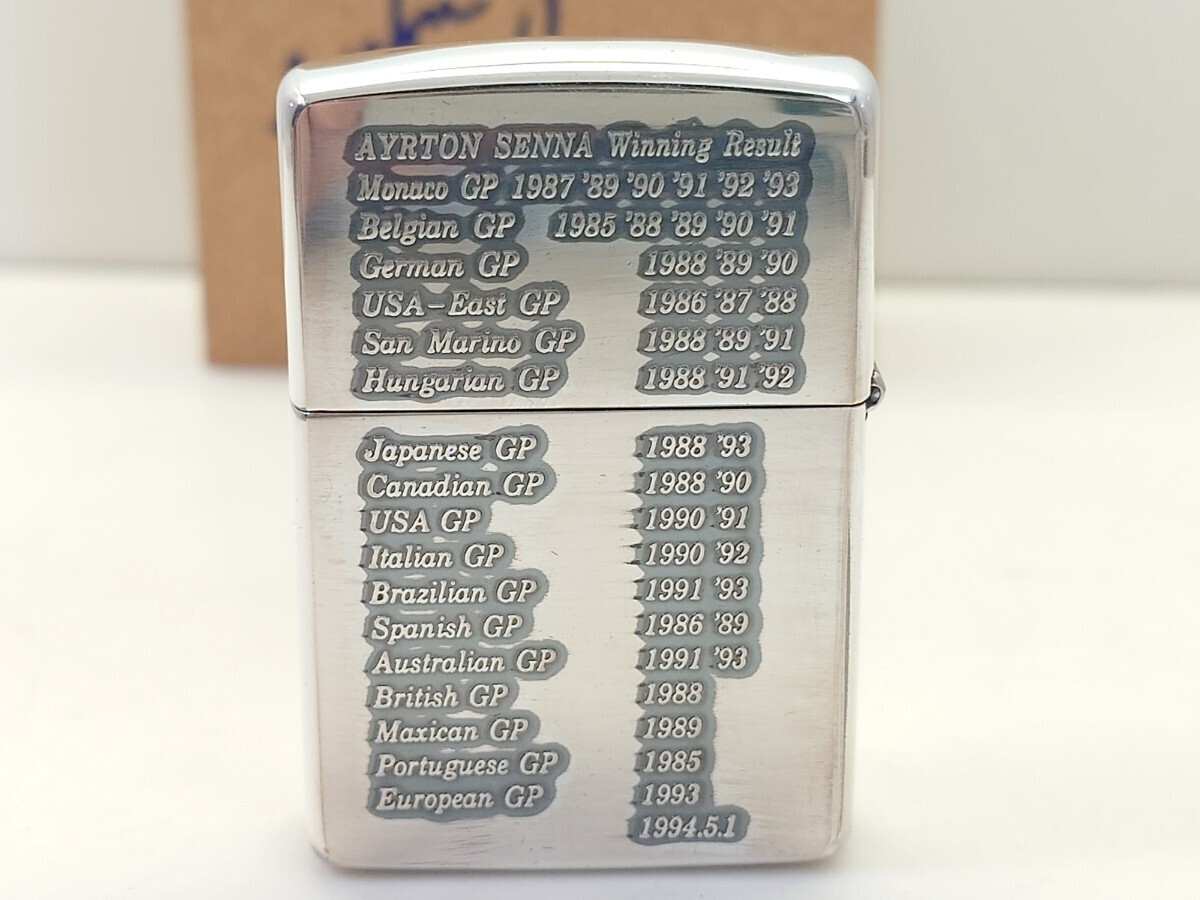 AYRTON SENNA Winning Result
Monaco GP 1987 '89 '90 '91 '92 '93
Belgian GP 1985 '88 '89 '90 '91
German GP 1988 '89 '90
USA-East GP 1986 '87 '88
San Marino GP 1988 '89 '91
Hungarian GP 1988 '91 '92
Japanese GP 1988 '93
Canadian GP 1988 '90
USA GP 1990 '91
Italian GP 1990 '92
Brazilian GP 1991 '93
Spanish GP 1986 '89
Australian GP 1991 '93
British GP 1988
Maxican GP 1989
Portuguese GP 1985
European GP 1993
1994.5.1